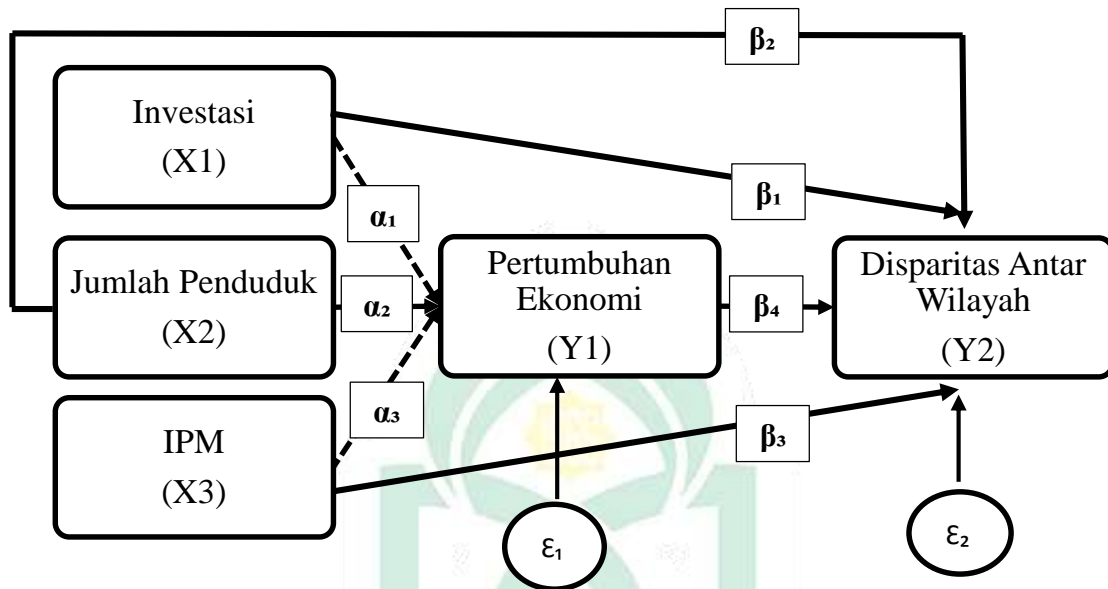 β₂
Investasi
(X1)
β₁
α₁
Jumlah Penduduk
(X2)
α₂
Pertumbuhan
Ekonomi
(Y1)
β₄
Disparitas Antar
Wilayah
(Y2)
α₃
IPM
(X3)
β₃
ε₁
ε₂